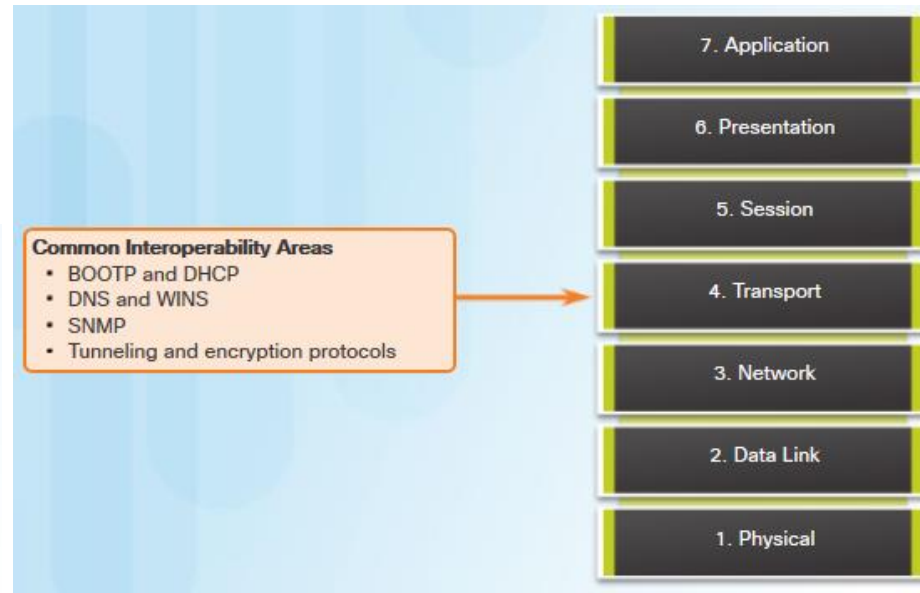 Common Interoperability Areas
• BOOTP and DHCP
• DNS and WINS
• SNMP
• Tunneling and encryption protocols
7. Application
6. Presentation
5. Session
4. Transport
3. Network
2. Data Link
1. Physical